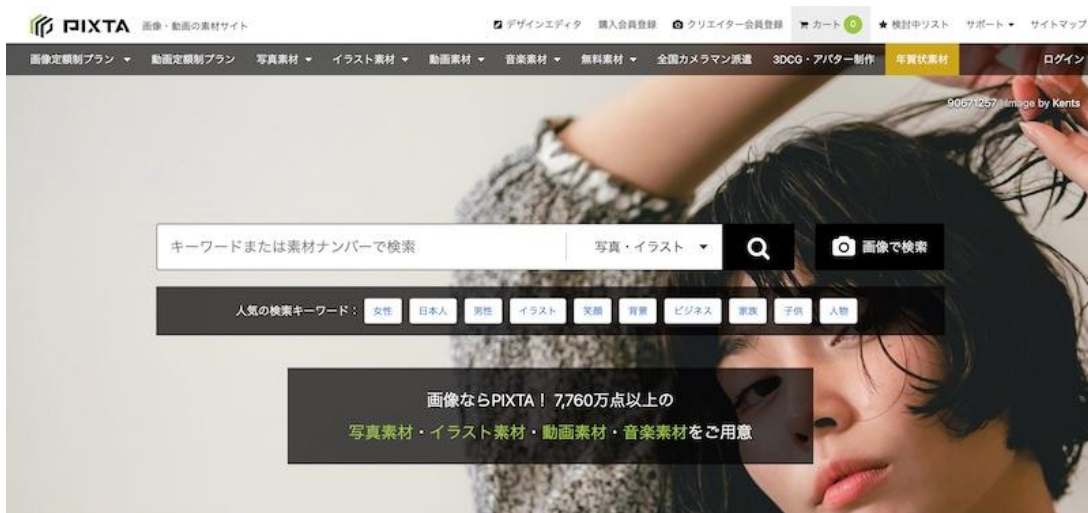 PIXTA 画像・動画の素材サイト デザインエディタ 購入会員登録 クリエイター会員登録 カート 0 検討中リスト サポート サイトマップ
画像定額制プラン 動画定額制プラン 写真素材 イラスト素材 動画素材 音楽素材 無料素材 全国カメラマン派遣 3DCG・アバター制作 年賀状素材 ログイン
90671257 Image by Kents
キーワードまたは素材ナンバーで検索 写真・イラスト 画像で検索
人気の検索キーワード： 女性 日本人 男性 イラスト 笑顔 背景 ビジネス 家族 子供 人物
画像ならPIXTA！ 7,760万点以上の
写真素材・イラスト素材・動画素材・音楽素材をご用意